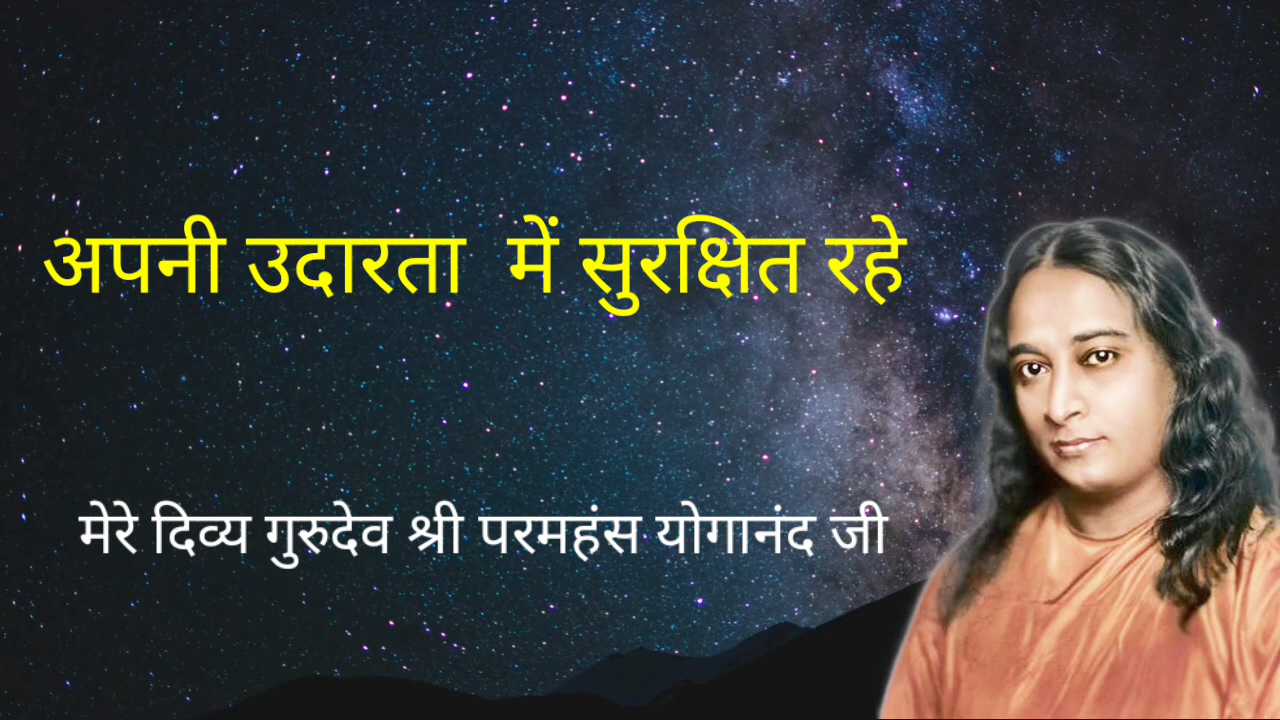 अपनी उदारता में सुरक्षित रहे
मेरे दिव्य गुरुदेव श्री परमहंस योगानंद जी